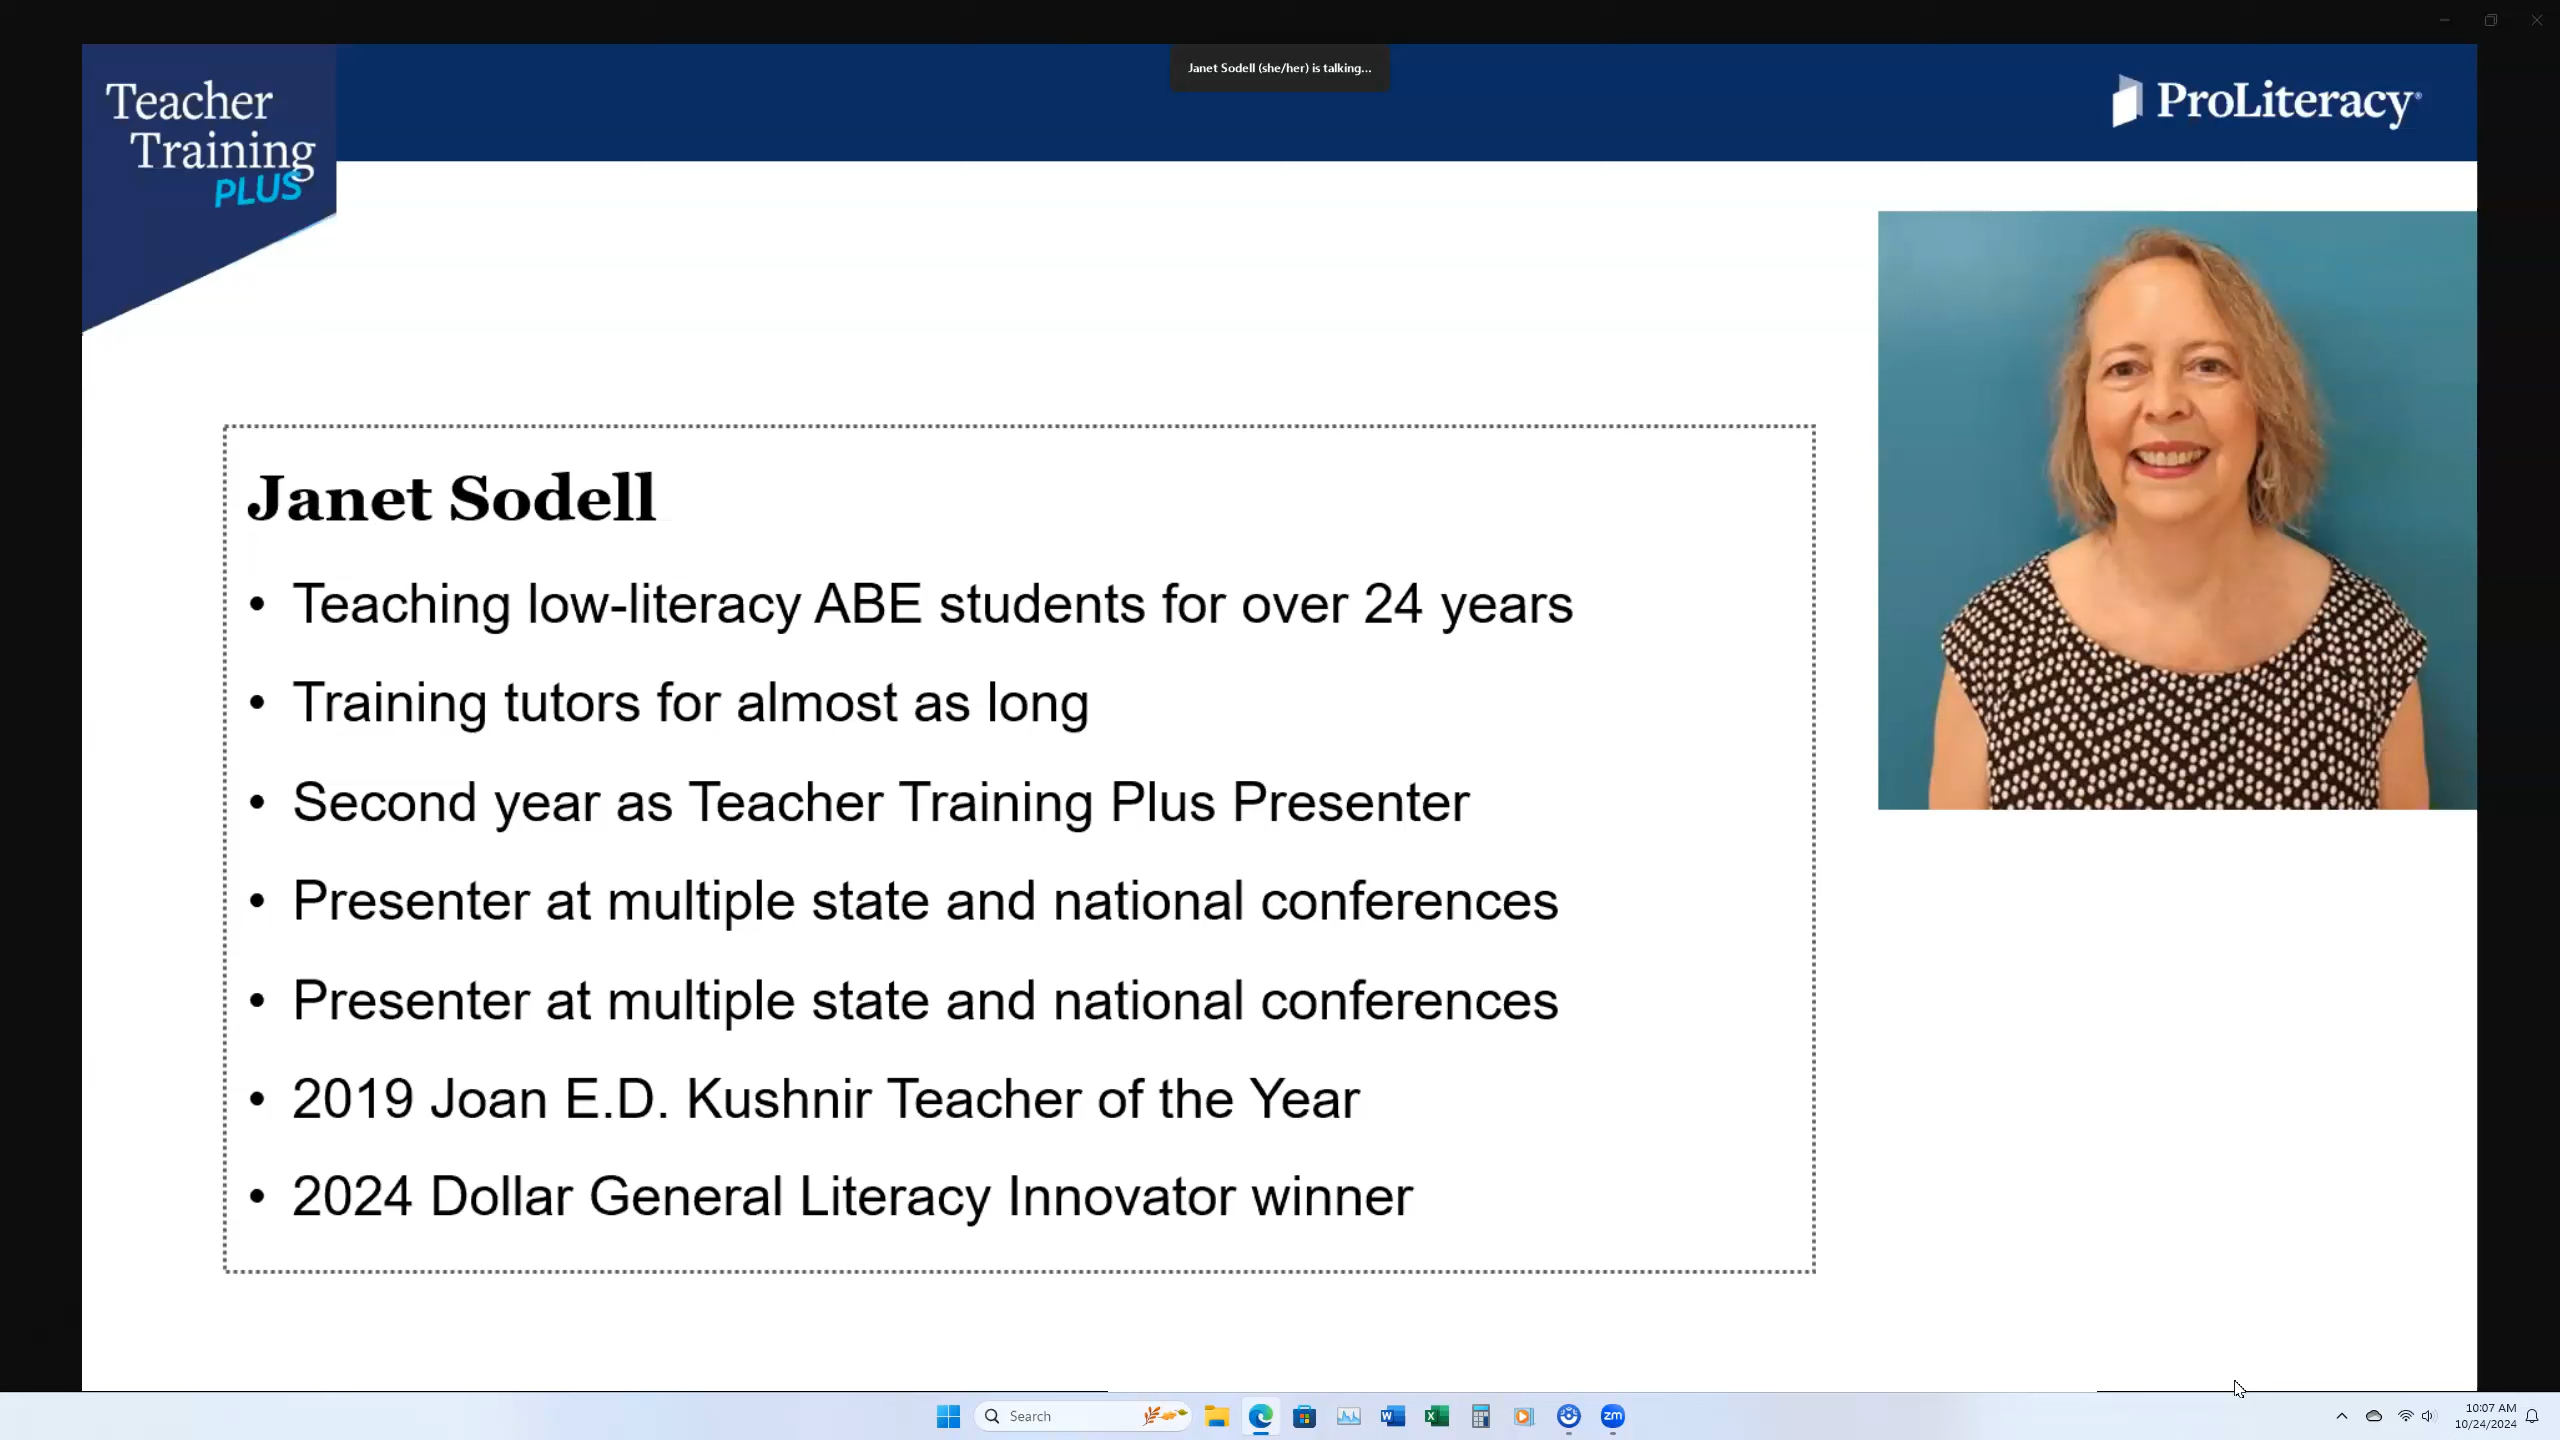 Janet Sodell (she/her) is talking...
Teacher
Training
PLUS
ProLiteracy
Janet Sodell
• Teaching low-literacy ABE students for over 24 years
• Training tutors for almost as long
• Second year as Teacher Training Plus Presenter
• Presenter at multiple state and national conferences
• Presenter at multiple state and national conferences
• 2019 Joan E.D. Kushnir Teacher of the Year
• 2024 Dollar General Literacy Innovator winner
Search
zm
10:07 AM
10/24/2024